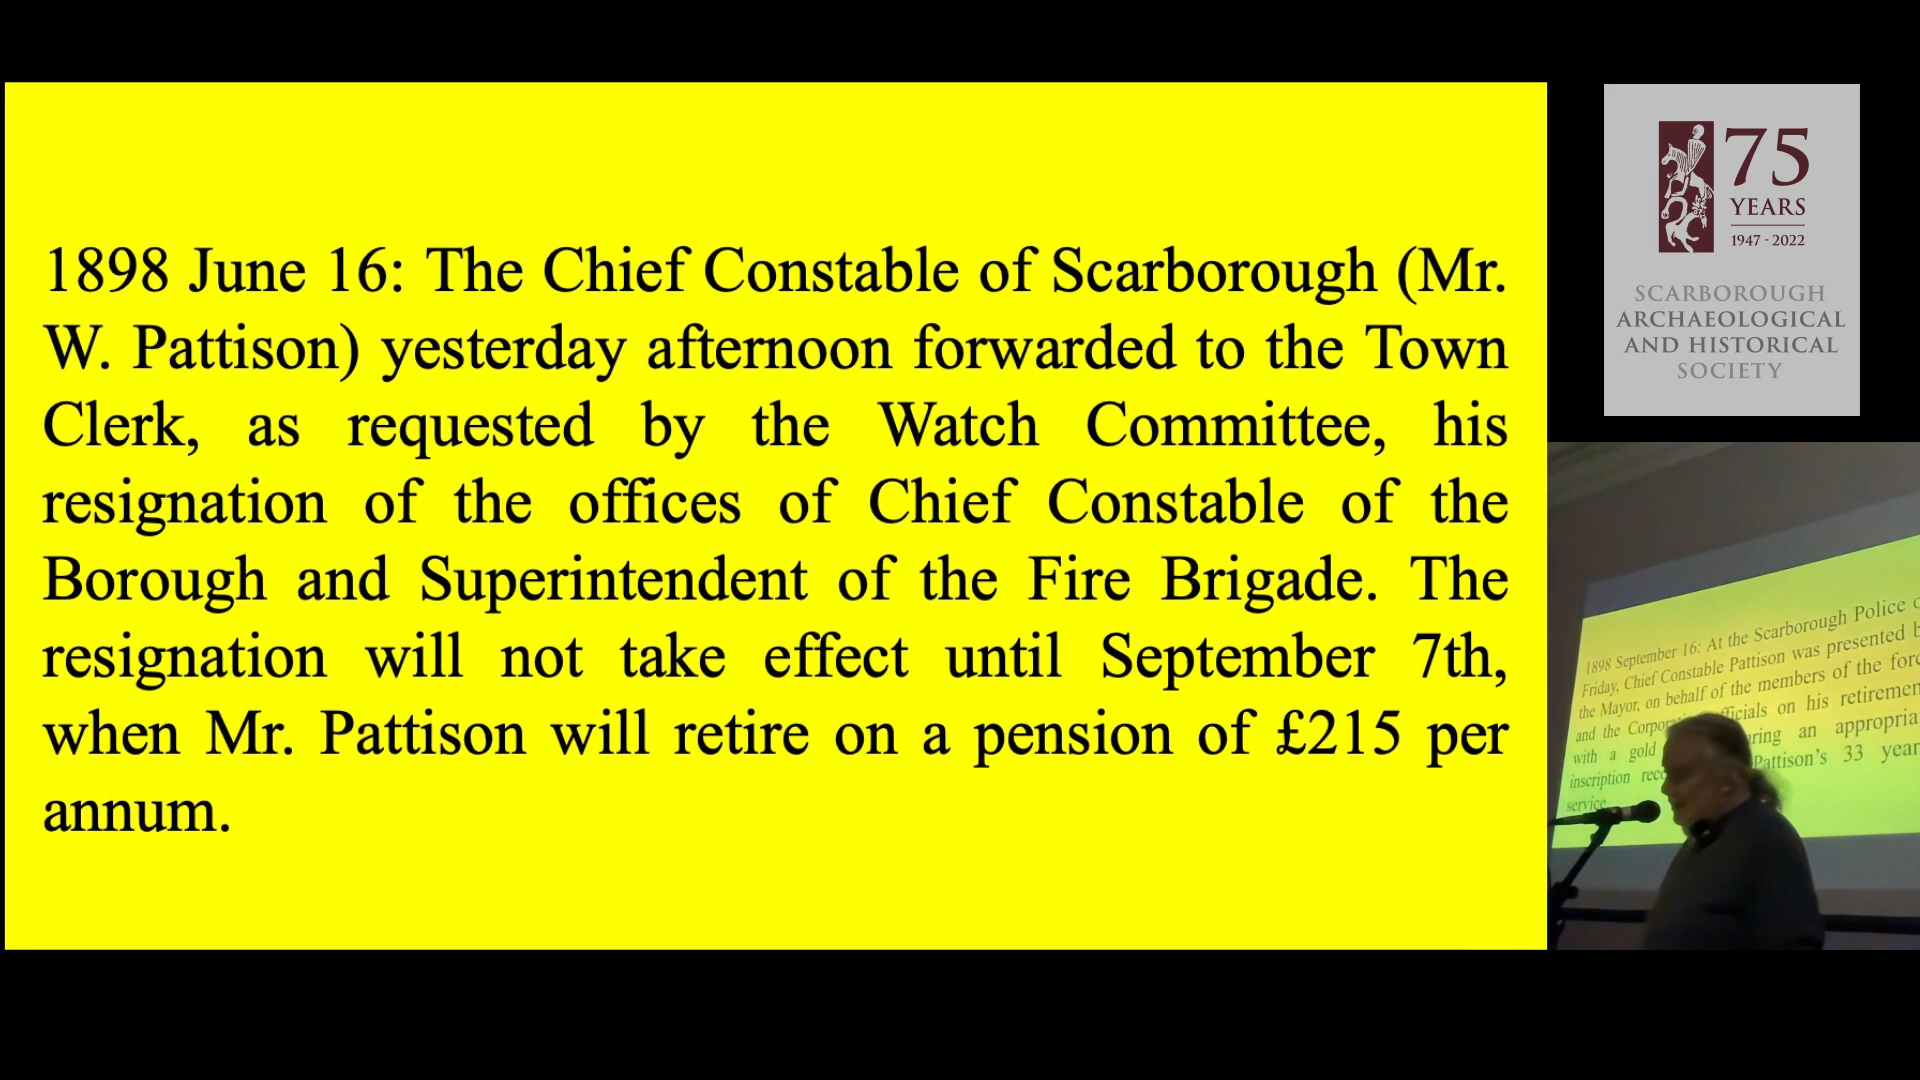 1898 June 16: The Chief Constable of Scarborough (Mr.
W. Pattison) yesterday afternoon forwarded to the Town
Clerk, as requested by the Watch Committee, his
resignation of the offices of Chief Constable of the
Borough and Superintendent of the Fire Brigade. The
resignation will not take effect until September 7th,
when Mr. Pattison will retire on a pension of £215 per
annum.
75
YEARS
1947 - 2022
SCARBOROUGH
ARCHAEOLOGICAL
AND HISTORICAL
SOCIETY
1898 September 16: At the Scarborough Police
Friday, Chief Constable Pattison was presented
the Mayor, on behalf of the members of the
and the on his
with a gold an
inscription Pattison's 33
service